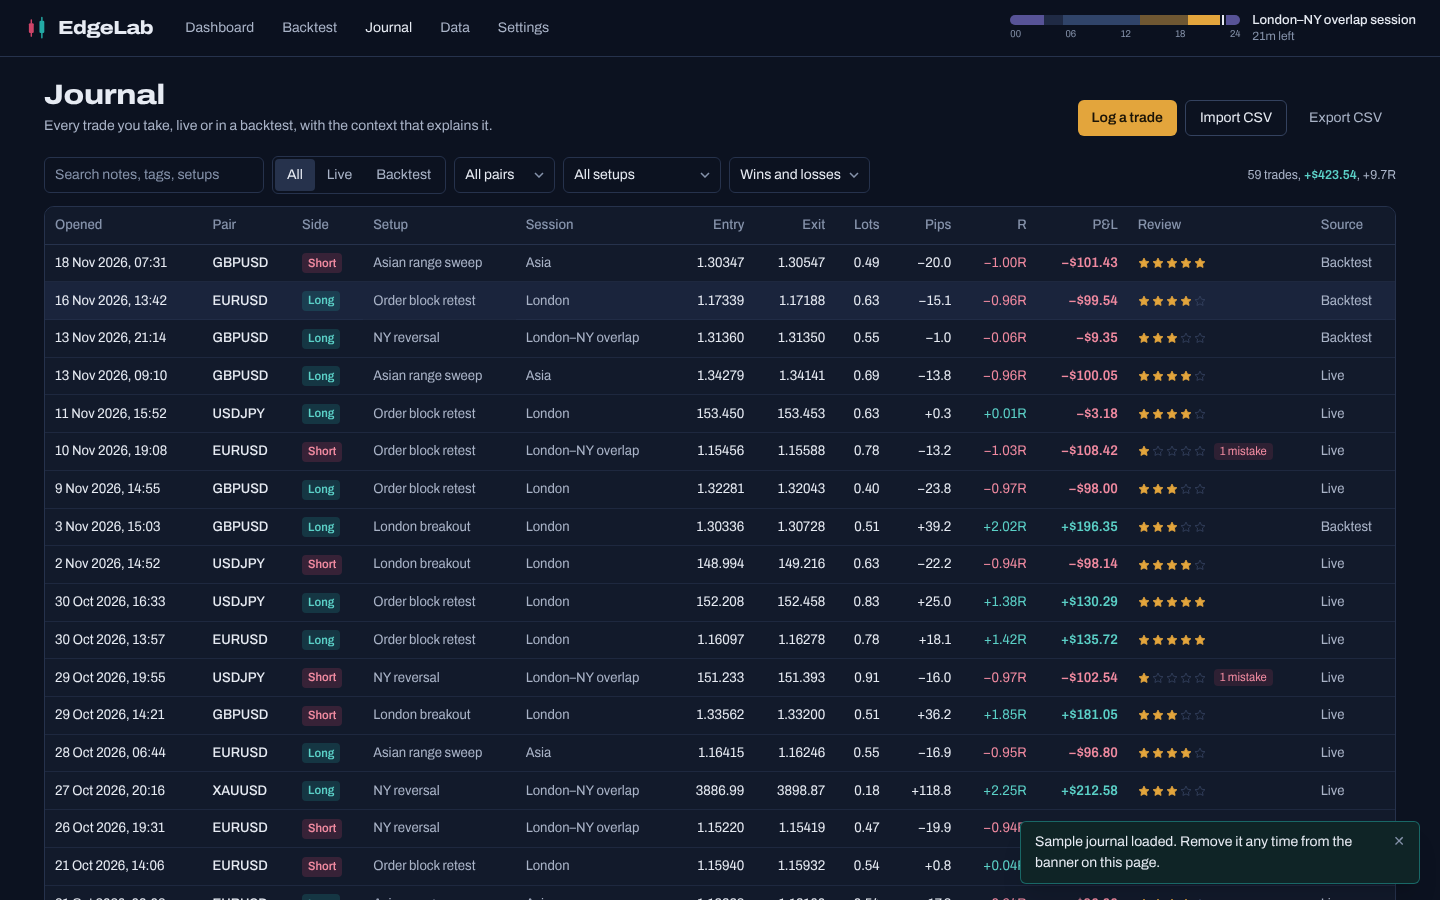 EdgeLab Dashboard Backtest Journal Data Settings
00 06 12 18 24
London–NY overlap session
21m left
Journal
Every trade you take, live or in a backtest, with the context that explains it.
Log a trade Import CSV Export CSV
Search notes, tags, setups All Live Backtest All pairs All setups Wins and losses 59 trades, +$423.54, +9.7R
Opened Pair Side Setup Session Entry Exit Lots Pips R P&L Review Source
18 Nov 2026, 07:31 GBPUSD Short Asian range sweep Asia 1.30347 1.30547 0.49 −20.0 −1.00R −$101.43 Backtest
16 Nov 2026, 13:42 EURUSD Long Order block retest London 1.17339 1.17188 0.63 −15.1 −0.96R −$99.54 Backtest
13 Nov 2026, 21:14 GBPUSD Long NY reversal London–NY overlap 1.31360 1.31350 0.55 −1.0 −0.06R −$9.35 Backtest
13 Nov 2026, 09:10 GBPUSD Long Asian range sweep Asia 1.34279 1.34141 0.69 −13.8 −0.96R −$100.05 Live
11 Nov 2026, 15:52 USDJPY Long Order block retest London 153.450 153.453 0.63 +0.3 +0.01R −$3.18 Live
10 Nov 2026, 19:08 EURUSD Short Order block retest London–NY overlap 1.15456 1.15588 0.78 −13.2 −1.03R −$108.42 1 mistake Live
9 Nov 2026, 14:55 GBPUSD Long Order block retest London 1.32281 1.32043 0.40 −23.8 −0.97R −$98.00 Live
3 Nov 2026, 15:03 GBPUSD Long London breakout London 1.30336 1.30728 0.51 +39.2 +2.02R +$196.35 Backtest
2 Nov 2026, 14:52 USDJPY Short London breakout London 148.994 149.216 0.63 −22.2 −0.94R −$98.14 Live
30 Oct 2026, 16:33 USDJPY Long Order block retest London 152.208 152.458 0.83 +25.0 +1.38R +$130.29 Live
30 Oct 2026, 13:57 EURUSD Long Order block retest London 1.16097 1.16278 0.78 +18.1 +1.42R +$135.72 Live
29 Oct 2026, 19:55 USDJPY Short NY reversal London–NY overlap 151.233 151.393 0.91 −16.0 −0.97R −$102.54 1 mistake Live
29 Oct 2026, 14:21 GBPUSD Short London breakout London 1.33562 1.33200 0.51 +36.2 +1.85R +$181.05 Live
28 Oct 2026, 06:44 EURUSD Long Asian range sweep Asia 1.16415 1.16246 0.55 −16.9 −0.95R −$96.80 Live
27 Oct 2026, 20:16 XAUUSD Long NY reversal London–NY overlap 3886.99 3898.87 0.18 +118.8 +2.25R +$212.58 Live
26 Oct 2026, 19:31 EURUSD Short NY reversal London–NY overlap 1.15220 1.15419 0.47 −19.9 −0.94R
21 Oct 2026, 14:06 EURUSD Short Order block retest London 1.15940 1.15932 0.54 +0.8 +0.04R
Sample journal loaded. Remove it any time from the
banner on this page.